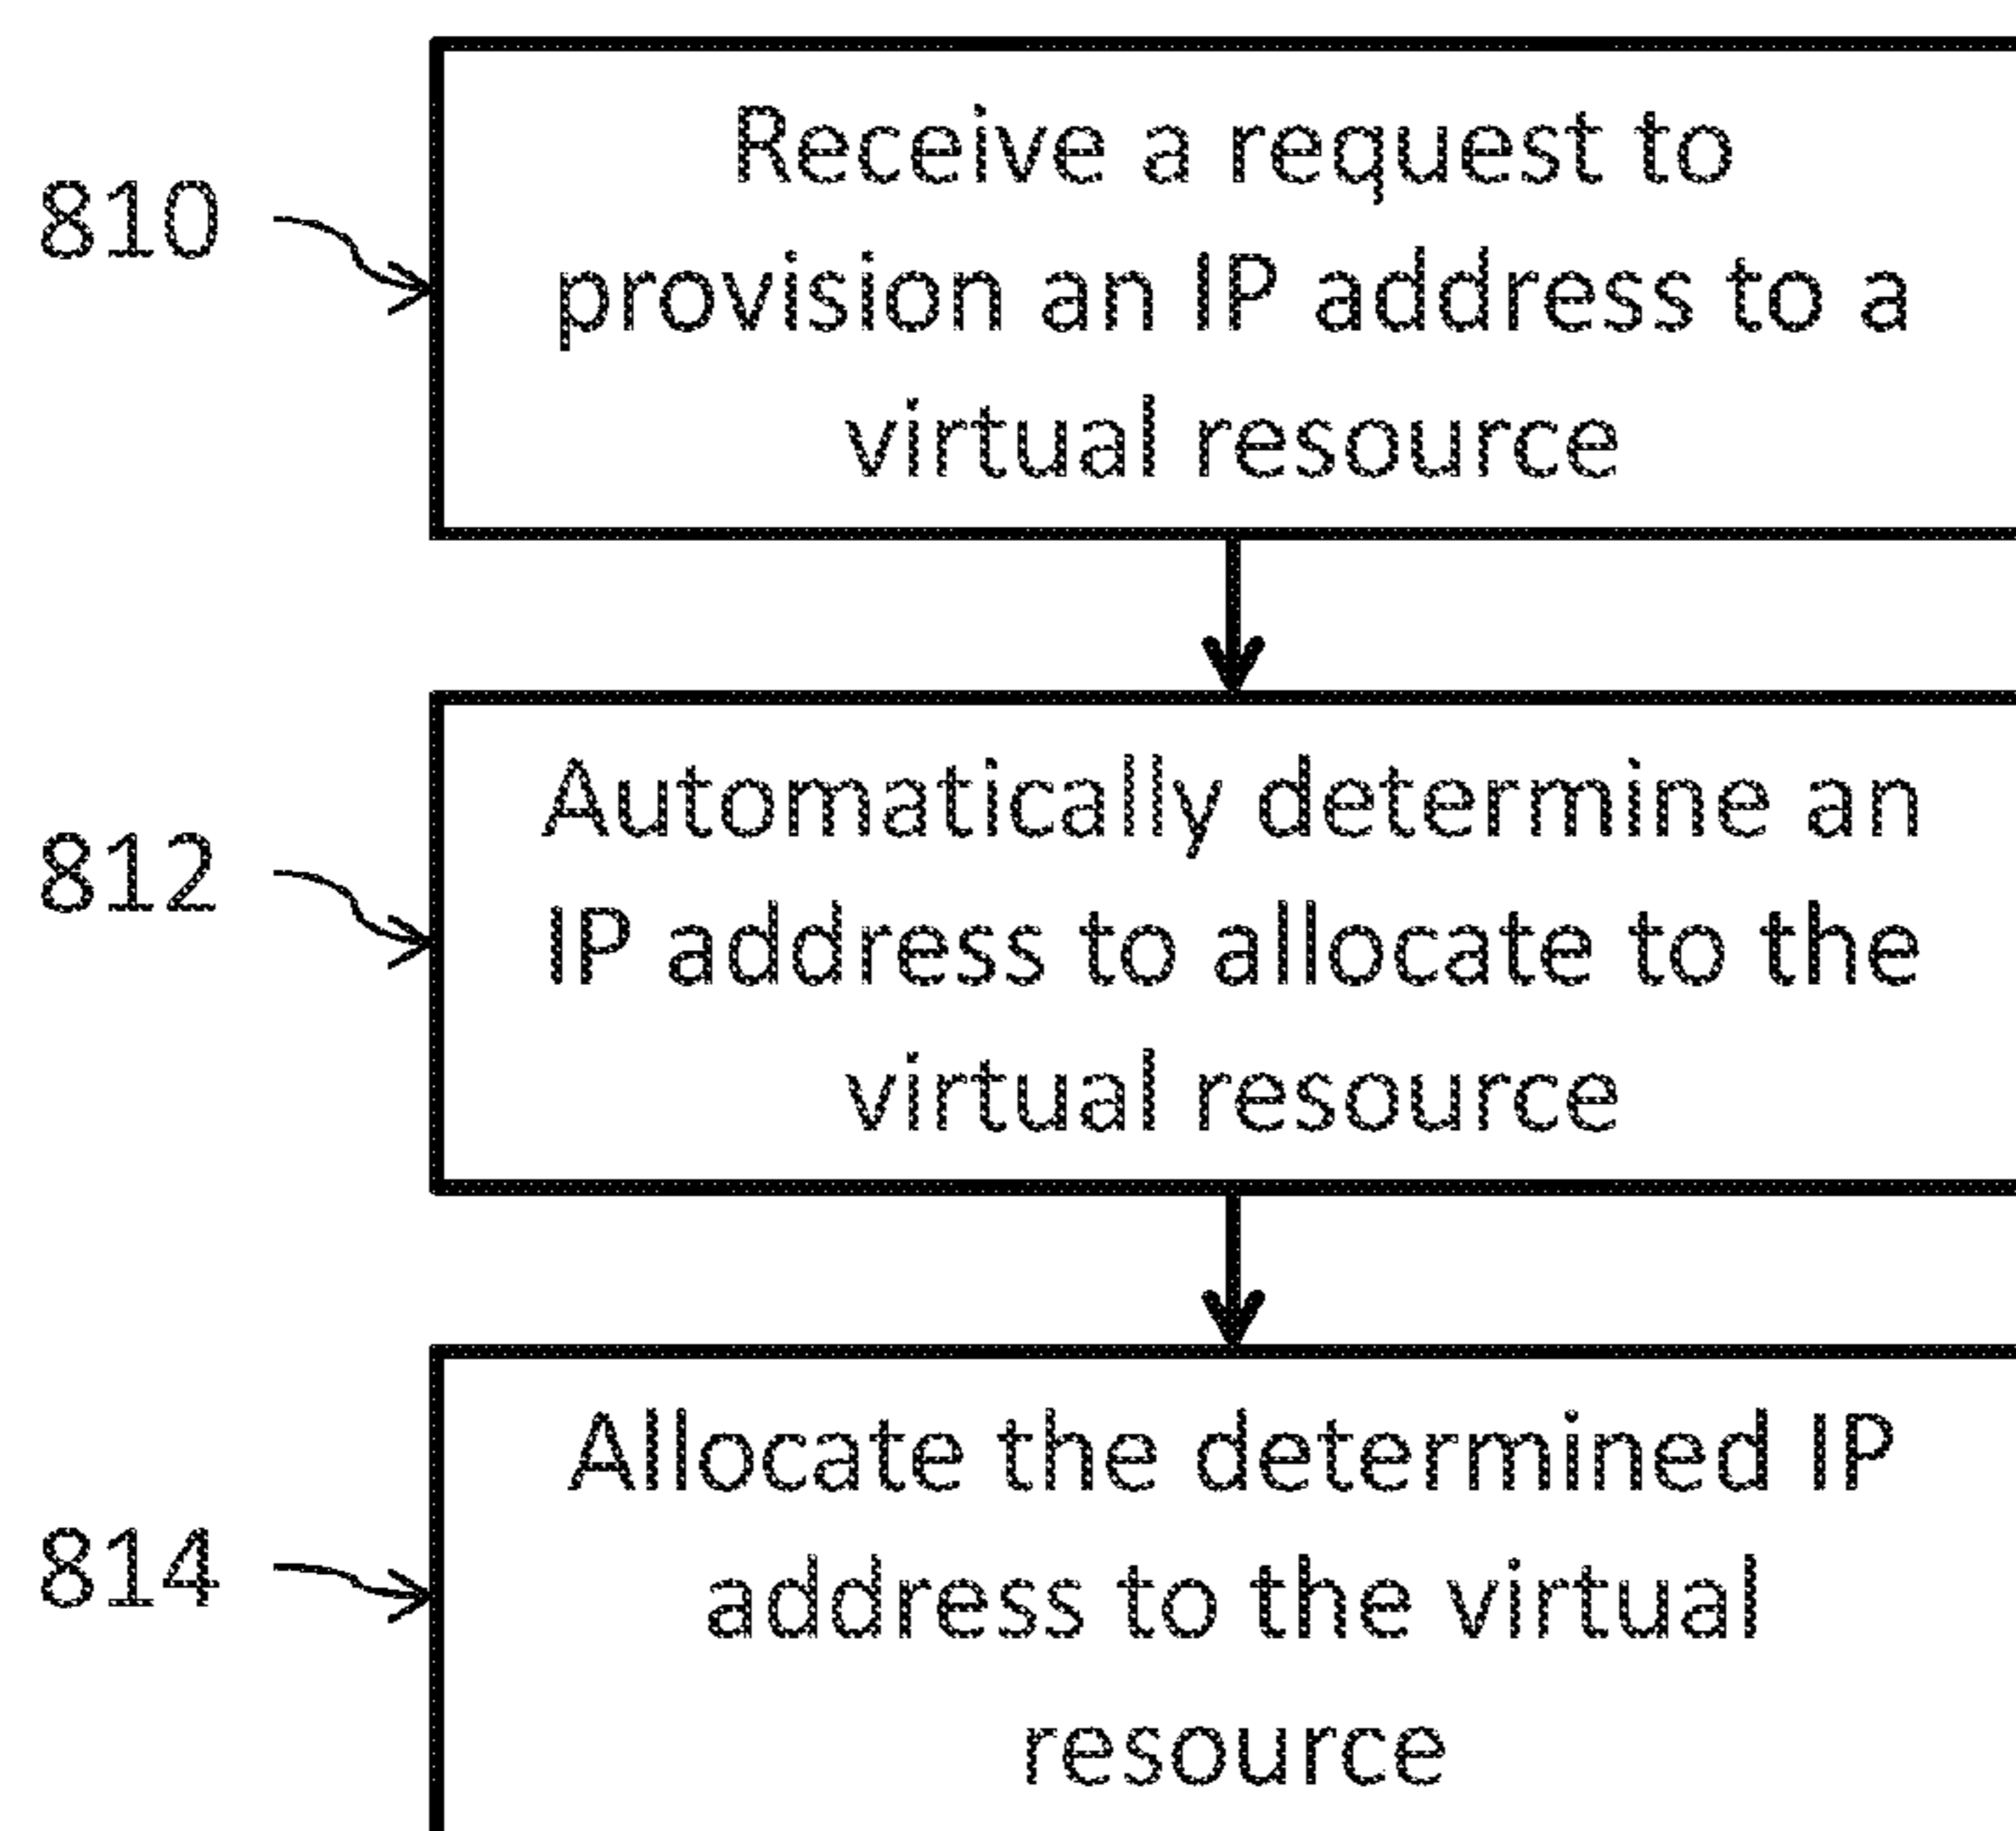 810
Receive a request to
provision an IP address to a
virtual resource
812
Automatically determine an
IP address to allocate to the
virtual resource
814
Allocate the determined IP
address to the virtual
resource